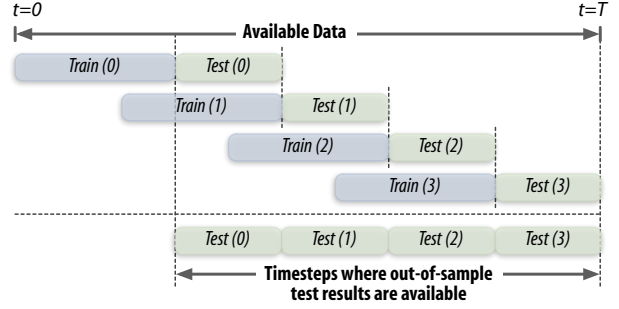 t=0
t=T
Available Data
Train (0)
Test (0)
Train (1)
Test (1)
Train (2)
Test (2)
Train (3)
Test (3)
Test (0)
Test (1)
Test (2)
Test (3)
Timesteps where out-of-sample
test results are available